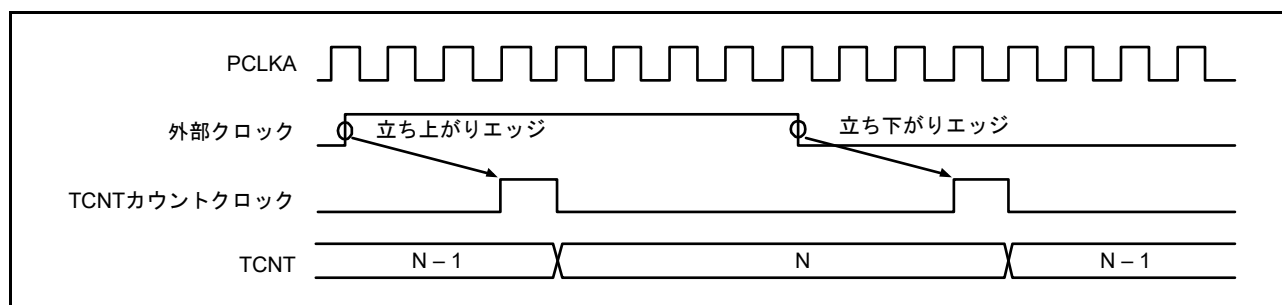 PCLKA
外部クロック
立ち上がりエッジ
立ち下がりエッジ
TCNTカウントクロック
TCNT
N – 1
N
N – 1